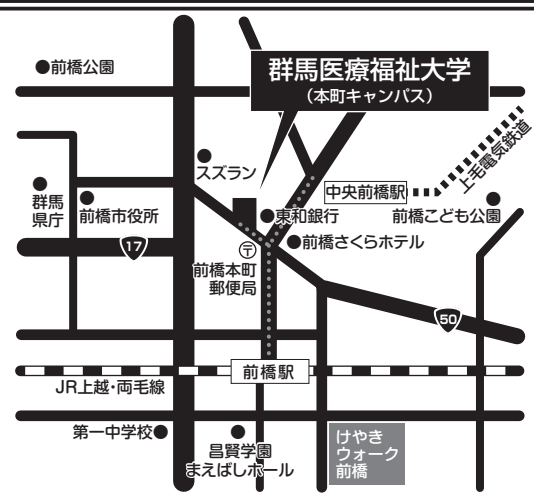 前橋公園
群馬医療福祉大学
(本町キャンパス)
スズラン
中央前橋駅
上毛電気鉄道
群馬
県庁
前橋市役所
東和銀行
前橋こども公園
17
〒
前橋さくらホテル
前橋本町
郵便局
50
前橋駅
JR上越・両毛線
第一中学校
昌賢学園
まえばしホール
けやき
ウォーク
前橋